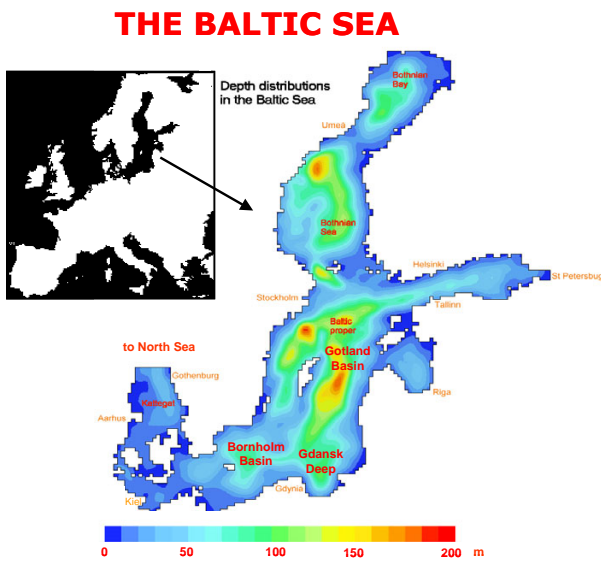 THE BALTIC SEA
Depth distributions
in the Baltic Sea
Bothnian
Bay
Umeå
Bothnian
Sea
Helsinki
St Petersburg
Stockholm
Tallinn
Baltic
proper
to North Sea
Gotland
Basin
Gothenburg
Riga
Kattegat
Aarhus
Bornholm
Basin
Gdansk
Deep
Gdynia
Kiel
0 50 100 150 200 m